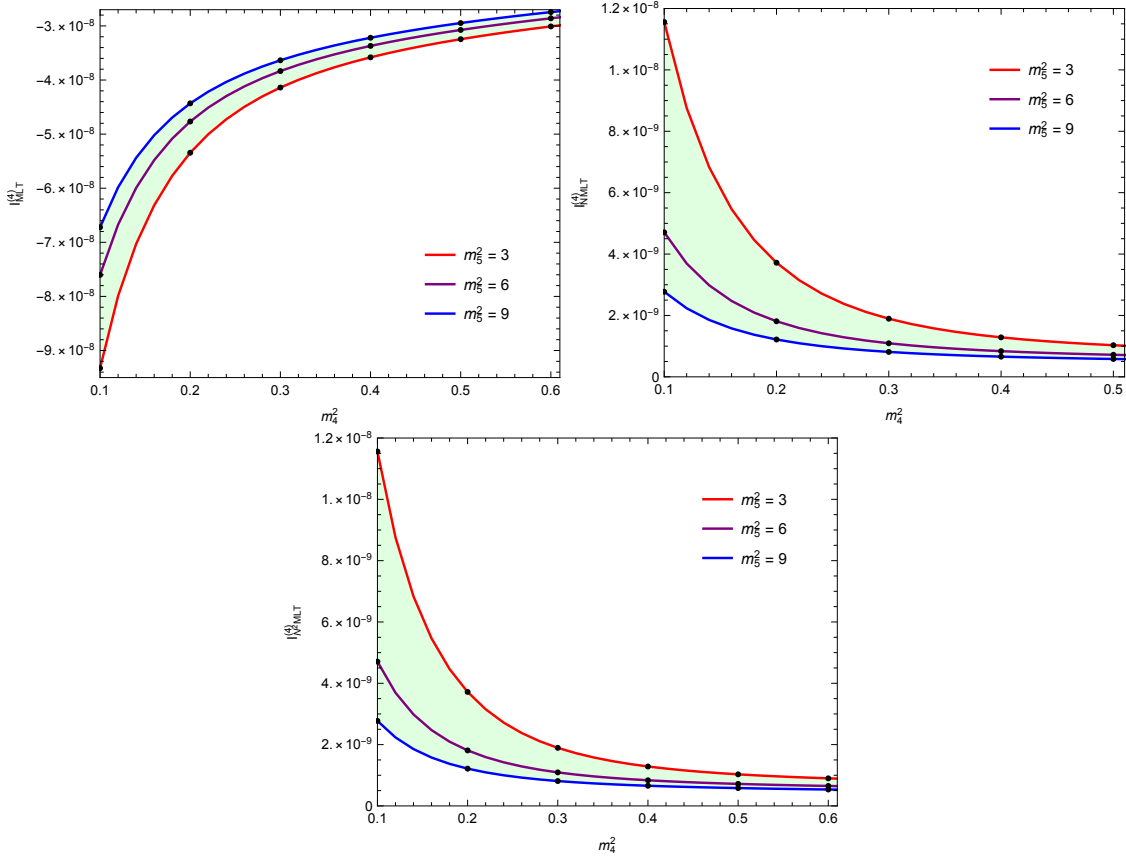 −3. × 10⁻⁸
−4. × 10⁻⁸
−5. × 10⁻⁸
−6. × 10⁻⁸
−7. × 10⁻⁸
−8. × 10⁻⁸
−9. × 10⁻⁸
I_MLT^(4)
m₅² = 3
m₅² = 6
m₅² = 9
0.1 0.2 0.3 0.4 0.5 0.6
m₄²
1.2 × 10⁻⁸
1. × 10⁻⁸
8. × 10⁻⁹
6. × 10⁻⁹
4. × 10⁻⁹
2. × 10⁻⁹
0
I_NMLT^(4)
m₅² = 3
m₅² = 6
m₅² = 9
0.1 0.2 0.3 0.4 0.5
m₄²
1.2 × 10⁻⁸
1. × 10⁻⁸
8. × 10⁻⁹
6. × 10⁻⁹
4. × 10⁻⁹
2. × 10⁻⁹
0
I_N²MLT^(4)
m₅² = 3
m₅² = 6
m₅² = 9
0.1 0.2 0.3 0.4 0.5 0.6
m₄²